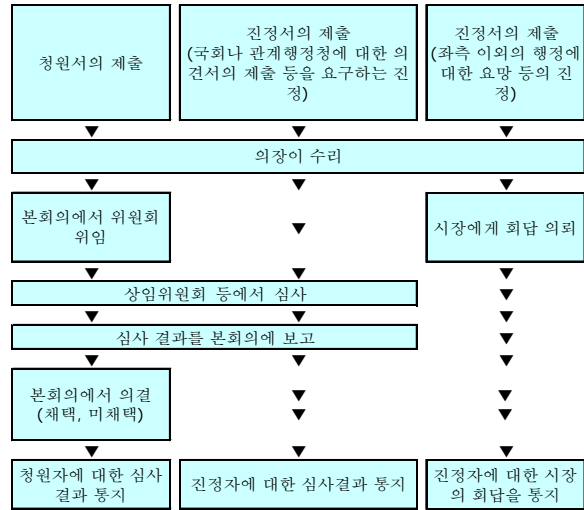 청원서의 제출
진정서의 제출
(국회나 관계행정청에 대한 의
견서의 제출 등을 요구하는 진
정)
진정서의 제출
(좌측 이외의 행정에
대한 요망 등의 진
정)
▼ ▼ ▼
의장이 수리
▼ ▼ ▼
본회의에서 위원회
위임
▼
시장에게 회답 의뢰
▼ ▼ ▼
상임위원회 등에서 심사
▼
▼ ▼ ▼
심사 결과를 본회의에 보고
▼
▼ ▼ ▼
본회의에서 의결
(채택, 미채택)
▼ ▼
▼ ▼
▼ ▼ ▼
청원자에 대한 심사
결과 통지
진정자에 대한 심사결과 통지
진정자에 대한 시장
의 회답을 통지